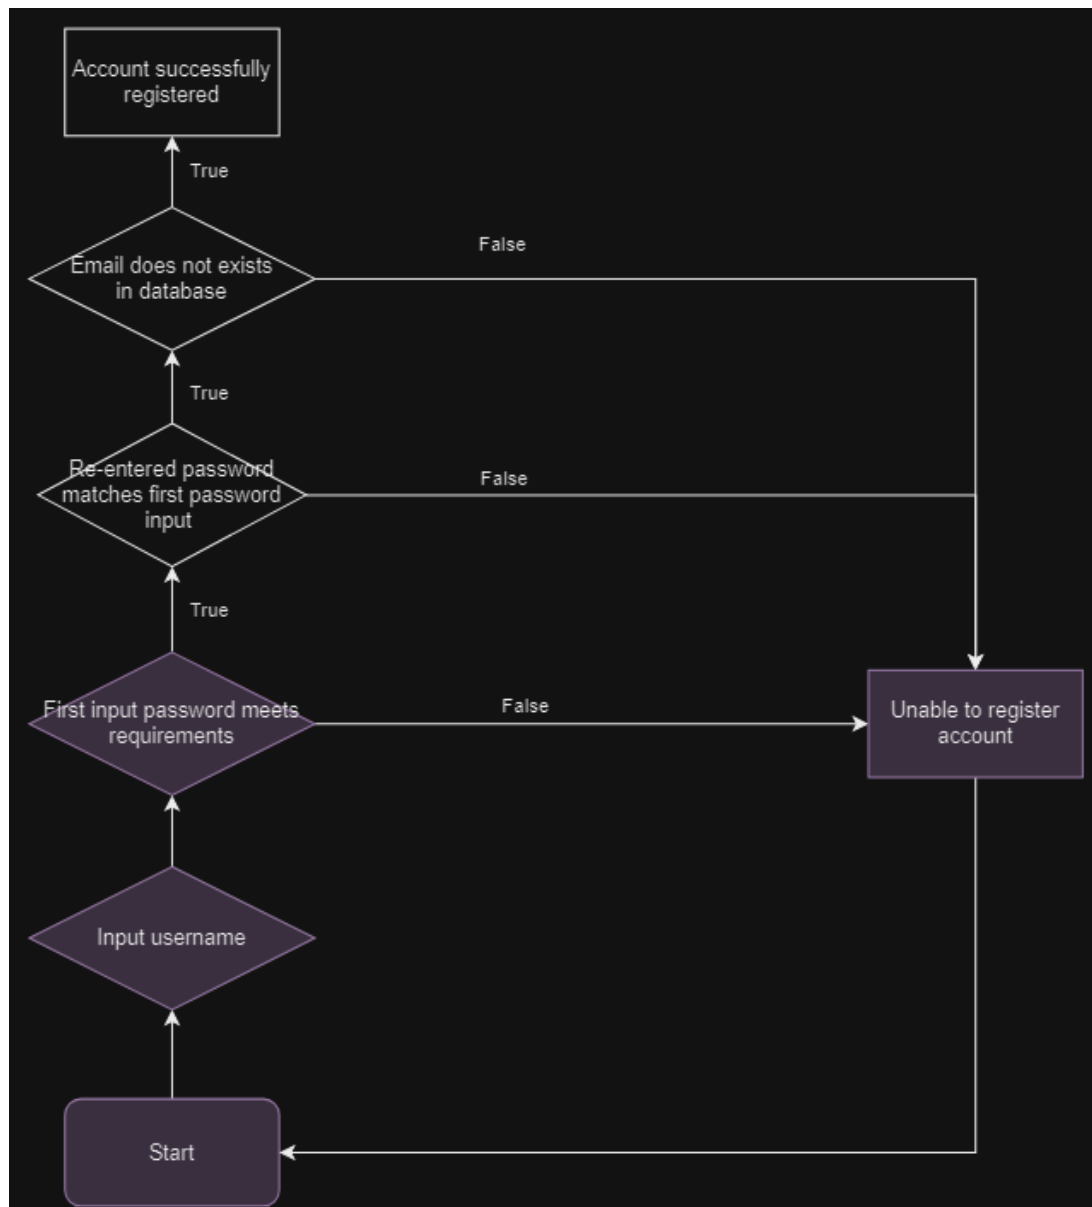 Account successfully
registered
True
Email does not exists
in database
False
True
Re-entered password
matches first password
input
False
True
First input password meets
requirements
False
Unable to register
account
Input username
Start